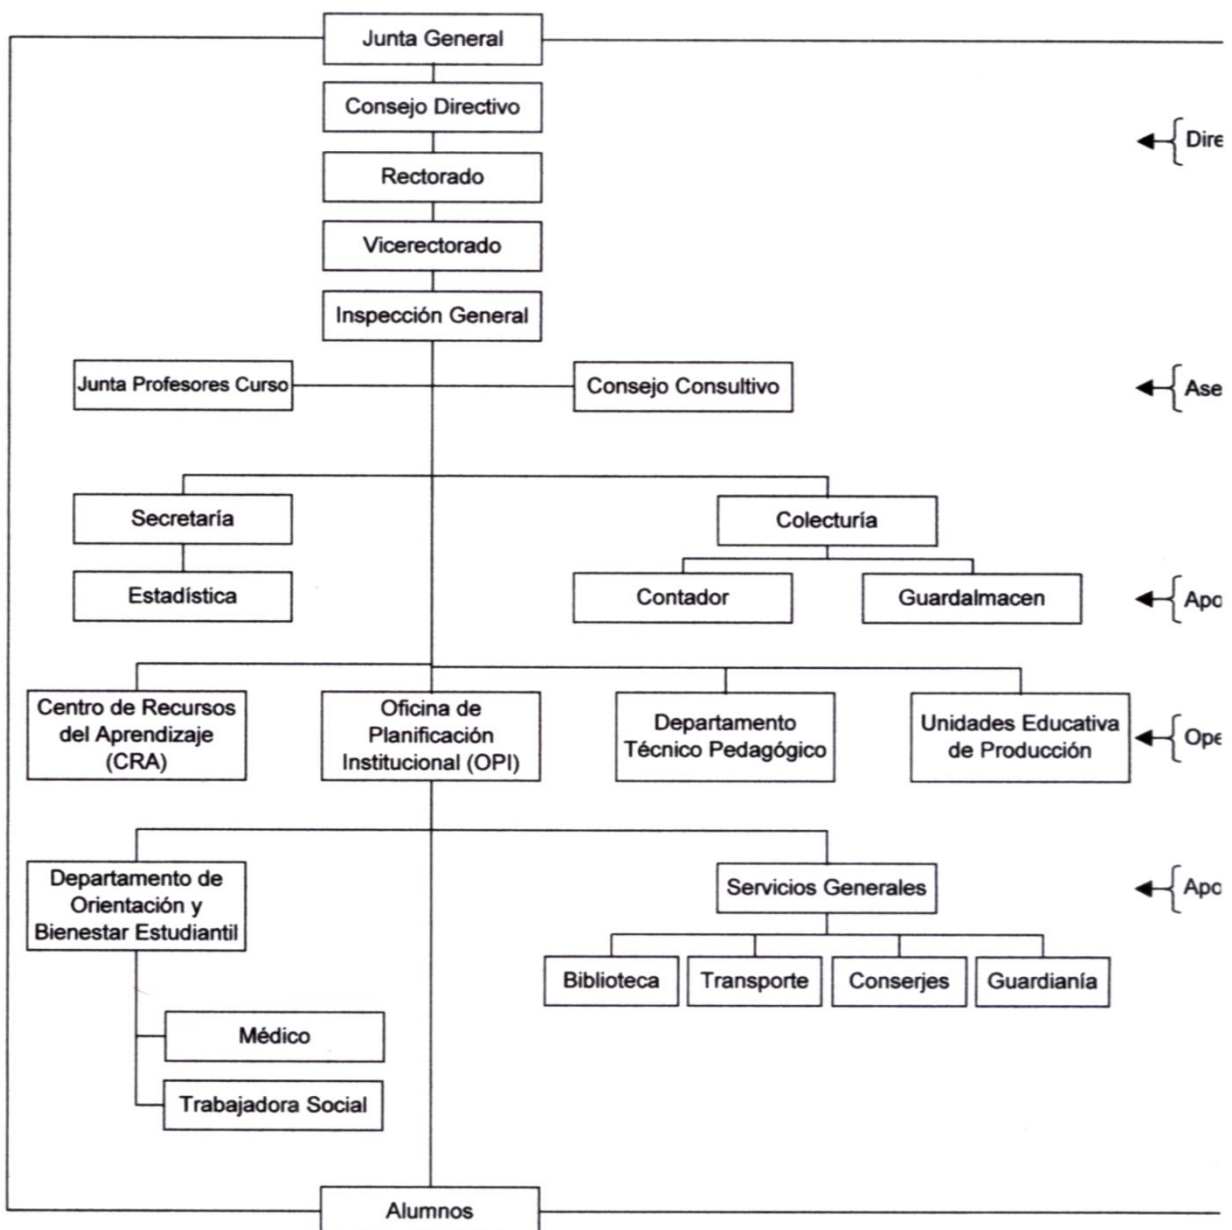 Junta General
Consejo Directivo
Dire
Rectorado
Vicerectorado
Inspección General
Junta Profesores Curso
Consejo Consultivo
Ase
Secretaría
Colecturía
Estadística
Contador
Guardalmacen
Apo
Centro de Recursos
del Aprendizaje
(CRA)
Oficina de
Planificación
Institucional (OPI)
Departamento
Técnico Pedagógico
Unidades Educativa
de Producción
Ope
Departamento de
Orientación y
Bienestar Estudiantil
Servicios Generales
Apo
Biblioteca
Transporte
Conserjes
Guardianía
Médico
Trabajadora Social
Alumnos